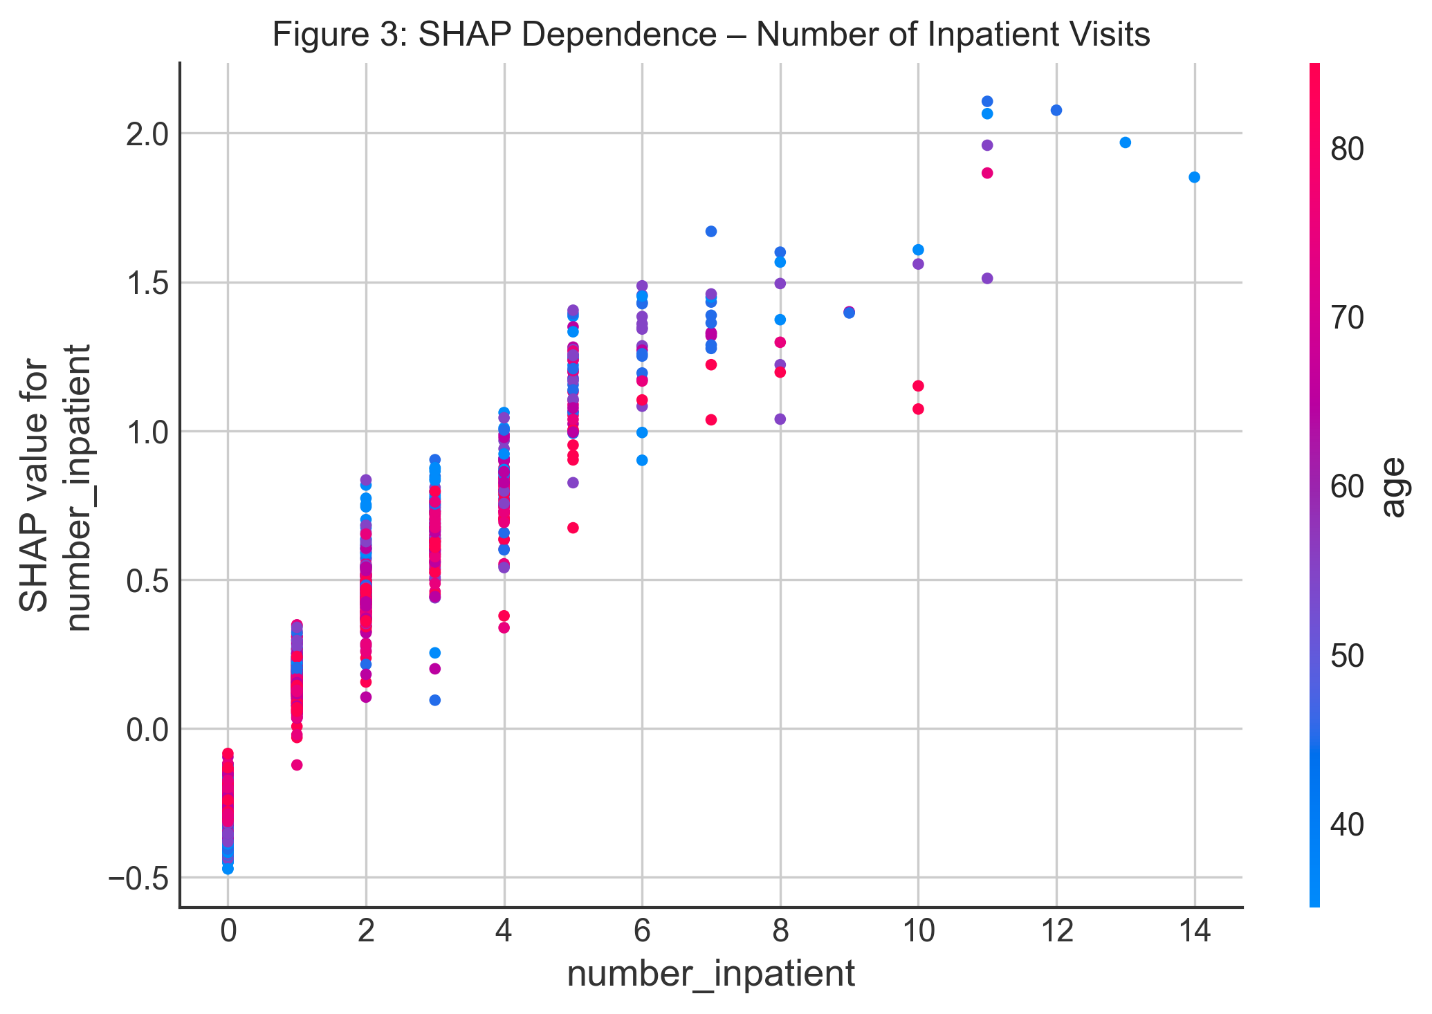 Figure 3: SHAP Dependence – Number of Inpatient Visits
SHAP value for
number_inpatient
2.0
1.5
1.0
0.5
0.0
−0.5
0 2 4 6 8 10 12 14
number_inpatient
80
70
60
50
40
age